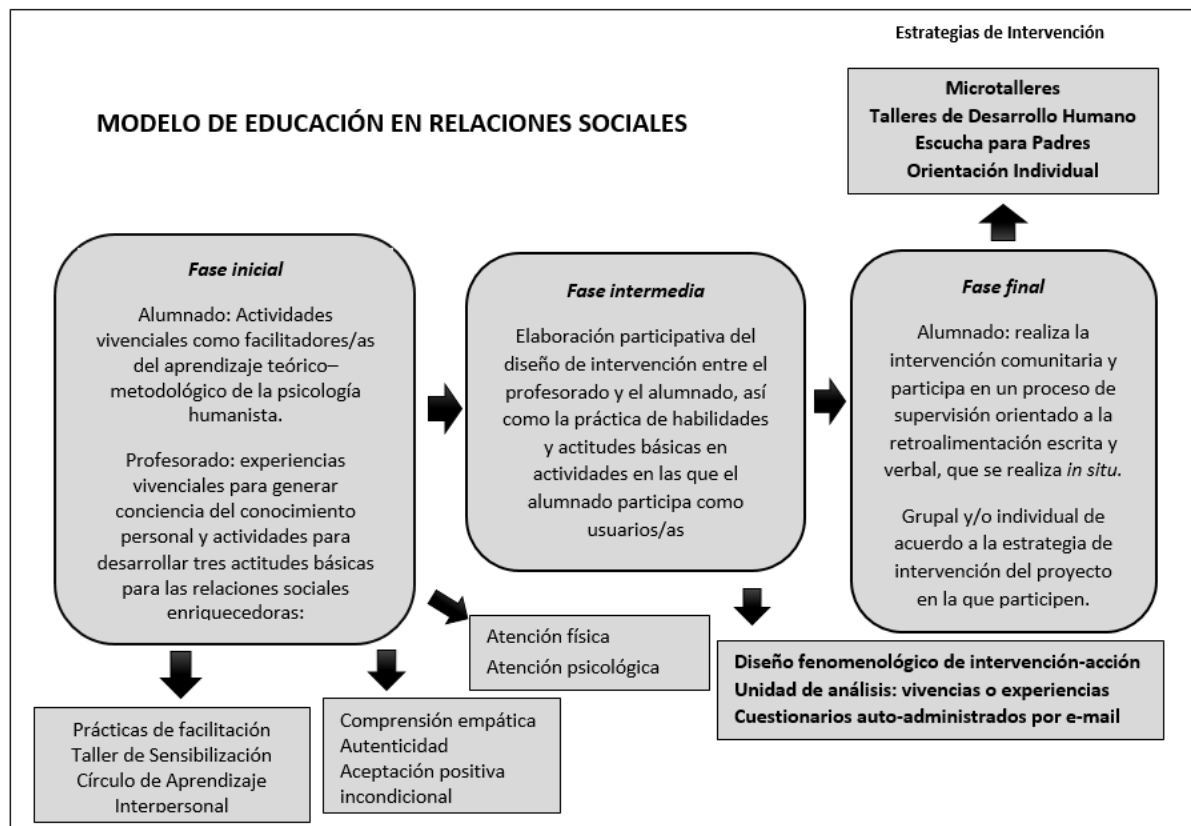 Estrategias de Intervención
Microtalleres
Talleres de Desarrollo Humano
Escucha para Padres
Orientación Individual
MODELO DE EDUCACIÓN EN RELACIONES SOCIALES
Fase inicial
Alumnado: Actividades
vivenciales como facilitadores/as
del aprendizaje teórico–
metodológico de la psicología
humanista.
Profesorado: experiencias
vivenciales para generar
conciencia del conocimiento
personal y actividades para
desarrollar tres actitudes básicas
para las relaciones sociales
enriquecedoras:
Fase intermedia
Elaboración participativa del
diseño de intervención entre el
profesorado y el alumnado, así
como la práctica de habilidades
y actitudes básicas en
actividades en las que el
alumnado participa como
usuarios/as
Fase final
Alumnado: realiza la
intervención comunitaria y
participa en un proceso de
supervisión orientado a la
retroalimentación escrita y
verbal, que se realiza in situ.
Grupal y/o individual de
acuerdo a la estrategia de
intervención del proyecto
en la que participen.
Prácticas de facilitación
Taller de Sensibilización
Círculo de Aprendizaje
Interpersonal
Comprensión empática
Autenticidad
Aceptación positiva
incondicional
Atención física
Atención psicológica
Diseño fenomenológico de intervención-acción
Unidad de análisis: vivencias o experiencias
Cuestionarios auto-administrados por e-mail